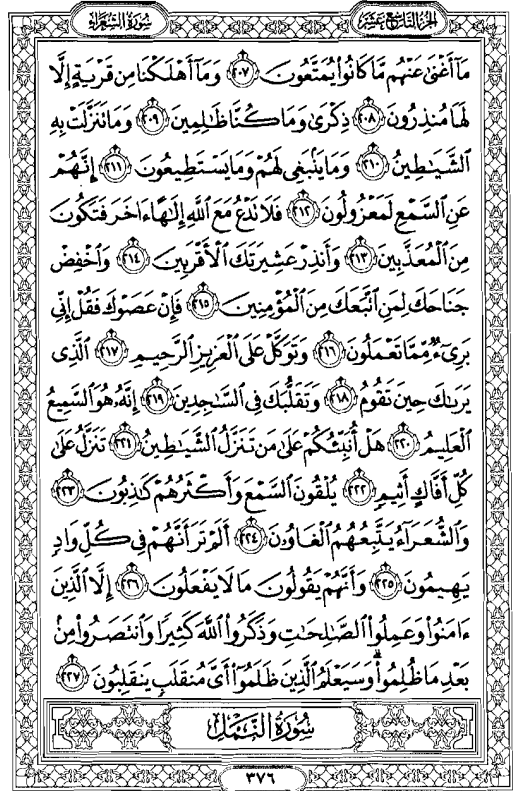 الجزء التاسع عشر
سورة الشعراء
مَآ أَغْنَىٰ عَنْهُم مَّا كَانُوا۟ يُمَتَّعُونَ ٢٠٧ وَمَآ أَهْلَكْنَا مِن قَرْيَةٍ إِلَّا
لَهَا مُنذِرُونَ ٢٠٨ ذِكْرَىٰ وَمَا كُنَّا ظَٰلِمِينَ ٢٠٩ وَمَا تَنَزَّلَتْ بِهِ
ٱلشَّيَٰطِينُ ٢١٠ وَمَا يَنۢبَغِى لَهُمْ وَمَا يَسْتَطِيعُونَ ٢١١ إِنَّهُمْ
عَنِ ٱلسَّمْعِ لَمَعْزُولُونَ ٢١٢ فَلَا تَدْعُ مَعَ ٱللَّهِ إِلَٰهًا ءَاخَرَ فَتَكُونَ
مِنَ ٱلْمُعَذَّبِينَ ٢١٣ وَأَنذِرْ عَشِيرَتَكَ ٱلْأَقْرَبِينَ ٢١٤ وَٱخْفِضْ
جَنَاحَكَ لِمَنِ ٱتَّبَعَكَ مِنَ ٱلْمُؤْمِنِينَ ٢١٥ فَإِنْ عَصَوْكَ فَقُلْ إِنِّى
بَرِىٓءٌ مِّمَّا تَعْمَلُونَ ٢١٦ وَتَوَكَّلْ عَلَى ٱلْعَزِيزِ ٱلرَّحِيمِ ٢١٧ ٱلَّذِى
يَرَىٰكَ حِينَ تَقُومُ ٢١٨ وَتَقَلُّبَكَ فِى ٱلسَّٰجِدِينَ ٢١٩ إِنَّهُۥ هُوَ ٱلسَّمِيعُ
ٱلْعَلِيمُ ٢٢٠ هَلْ أُنَبِّئُكُمْ عَلَىٰ مَن تَنَزَّلُ ٱلشَّيَٰطِينُ ٢٢١ تَنَزَّلُ عَلَىٰ
كُلِّ أَفَّاكٍ أَثِيمٍ ٢٢٢ يُلْقُونَ ٱلسَّمْعَ وَأَكْثَرُهُمْ كَٰذِبُونَ ٢٢٣
وَٱلشُّعَرَآءُ يَتَّبِعُهُمُ ٱلْغَاوُۥنَ ٢٢٤ أَلَمْ تَرَ أَنَّهُمْ فِى كُلِّ وَادٍ
يَهِيمُونَ ٢٢٥ وَأَنَّهُمْ يَقُولُونَ مَا لَا يَفْعَلُونَ ٢٢٦ إِلَّا ٱلَّذِينَ
ءَامَنُوا۟ وَعَمِلُوا۟ ٱلصَّٰلِحَٰتِ وَذَكَرُوا۟ ٱللَّهَ كَثِيرًا وَٱنتَصَرُوا۟ مِنۢ
بَعْدِ مَا ظُلِمُوا۟ ۗ وَسَيَعْلَمُ ٱلَّذِينَ ظَلَمُوٓا۟ أَىَّ مُنقَلَبٍ يَنقَلِبُونَ ٢٢٧
سورة النمل
٣٧٦